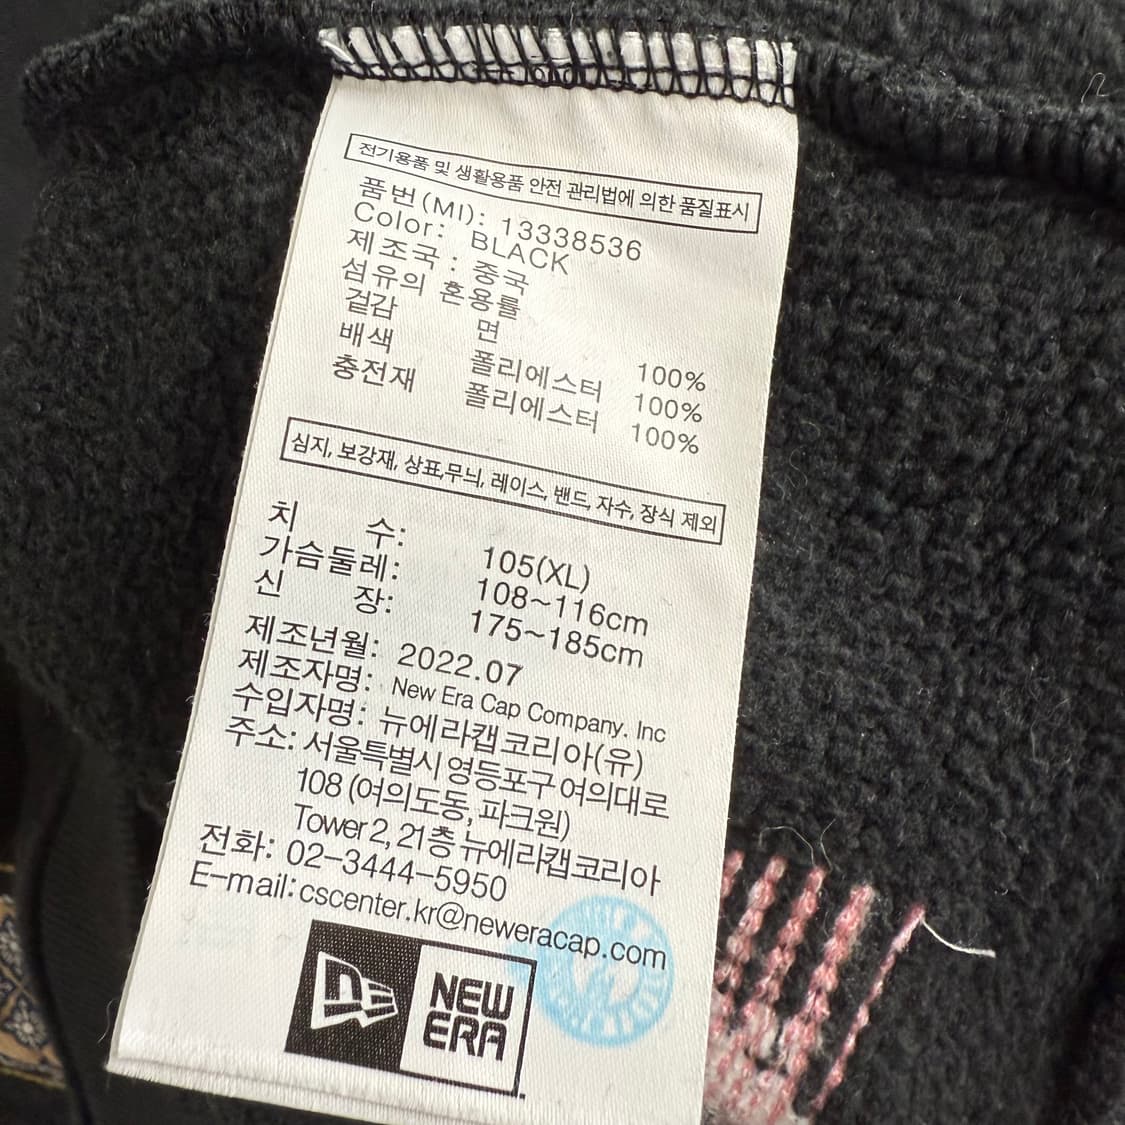 전기용품 및 생활용품 안전 관리법에 의한 품질표시
품번(MI): 13338536
Color: BLACK
제조국 : 중국
섬유의 혼용률
겉감 면 100%
배색 폴리에스터 100%
충전재 폴리에스터 100%
심지, 보강재, 상표,무늬, 레이스, 밴드, 자수, 장식 제외
치 수: 105(XL)
가슴둘레: 108~116cm
신 장: 175~185cm
제조년월: 2022.07
제조자명: New Era Cap Company. Inc
수입자명: 뉴에라캡코리아(유)
주소: 서울특별시 영등포구 여의대로
108 (여의도동, 파크원)
Tower 2, 21층 뉴에라캡코리아
전화: 02-3444-5950
E-mail: cscenter.kr@neweracap.com
NEW
ERA